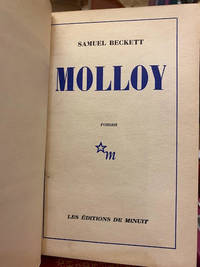 SAMUEL BECKETT
MOLLOY
roman
m
LES ÉDITIONS DE MINUIT